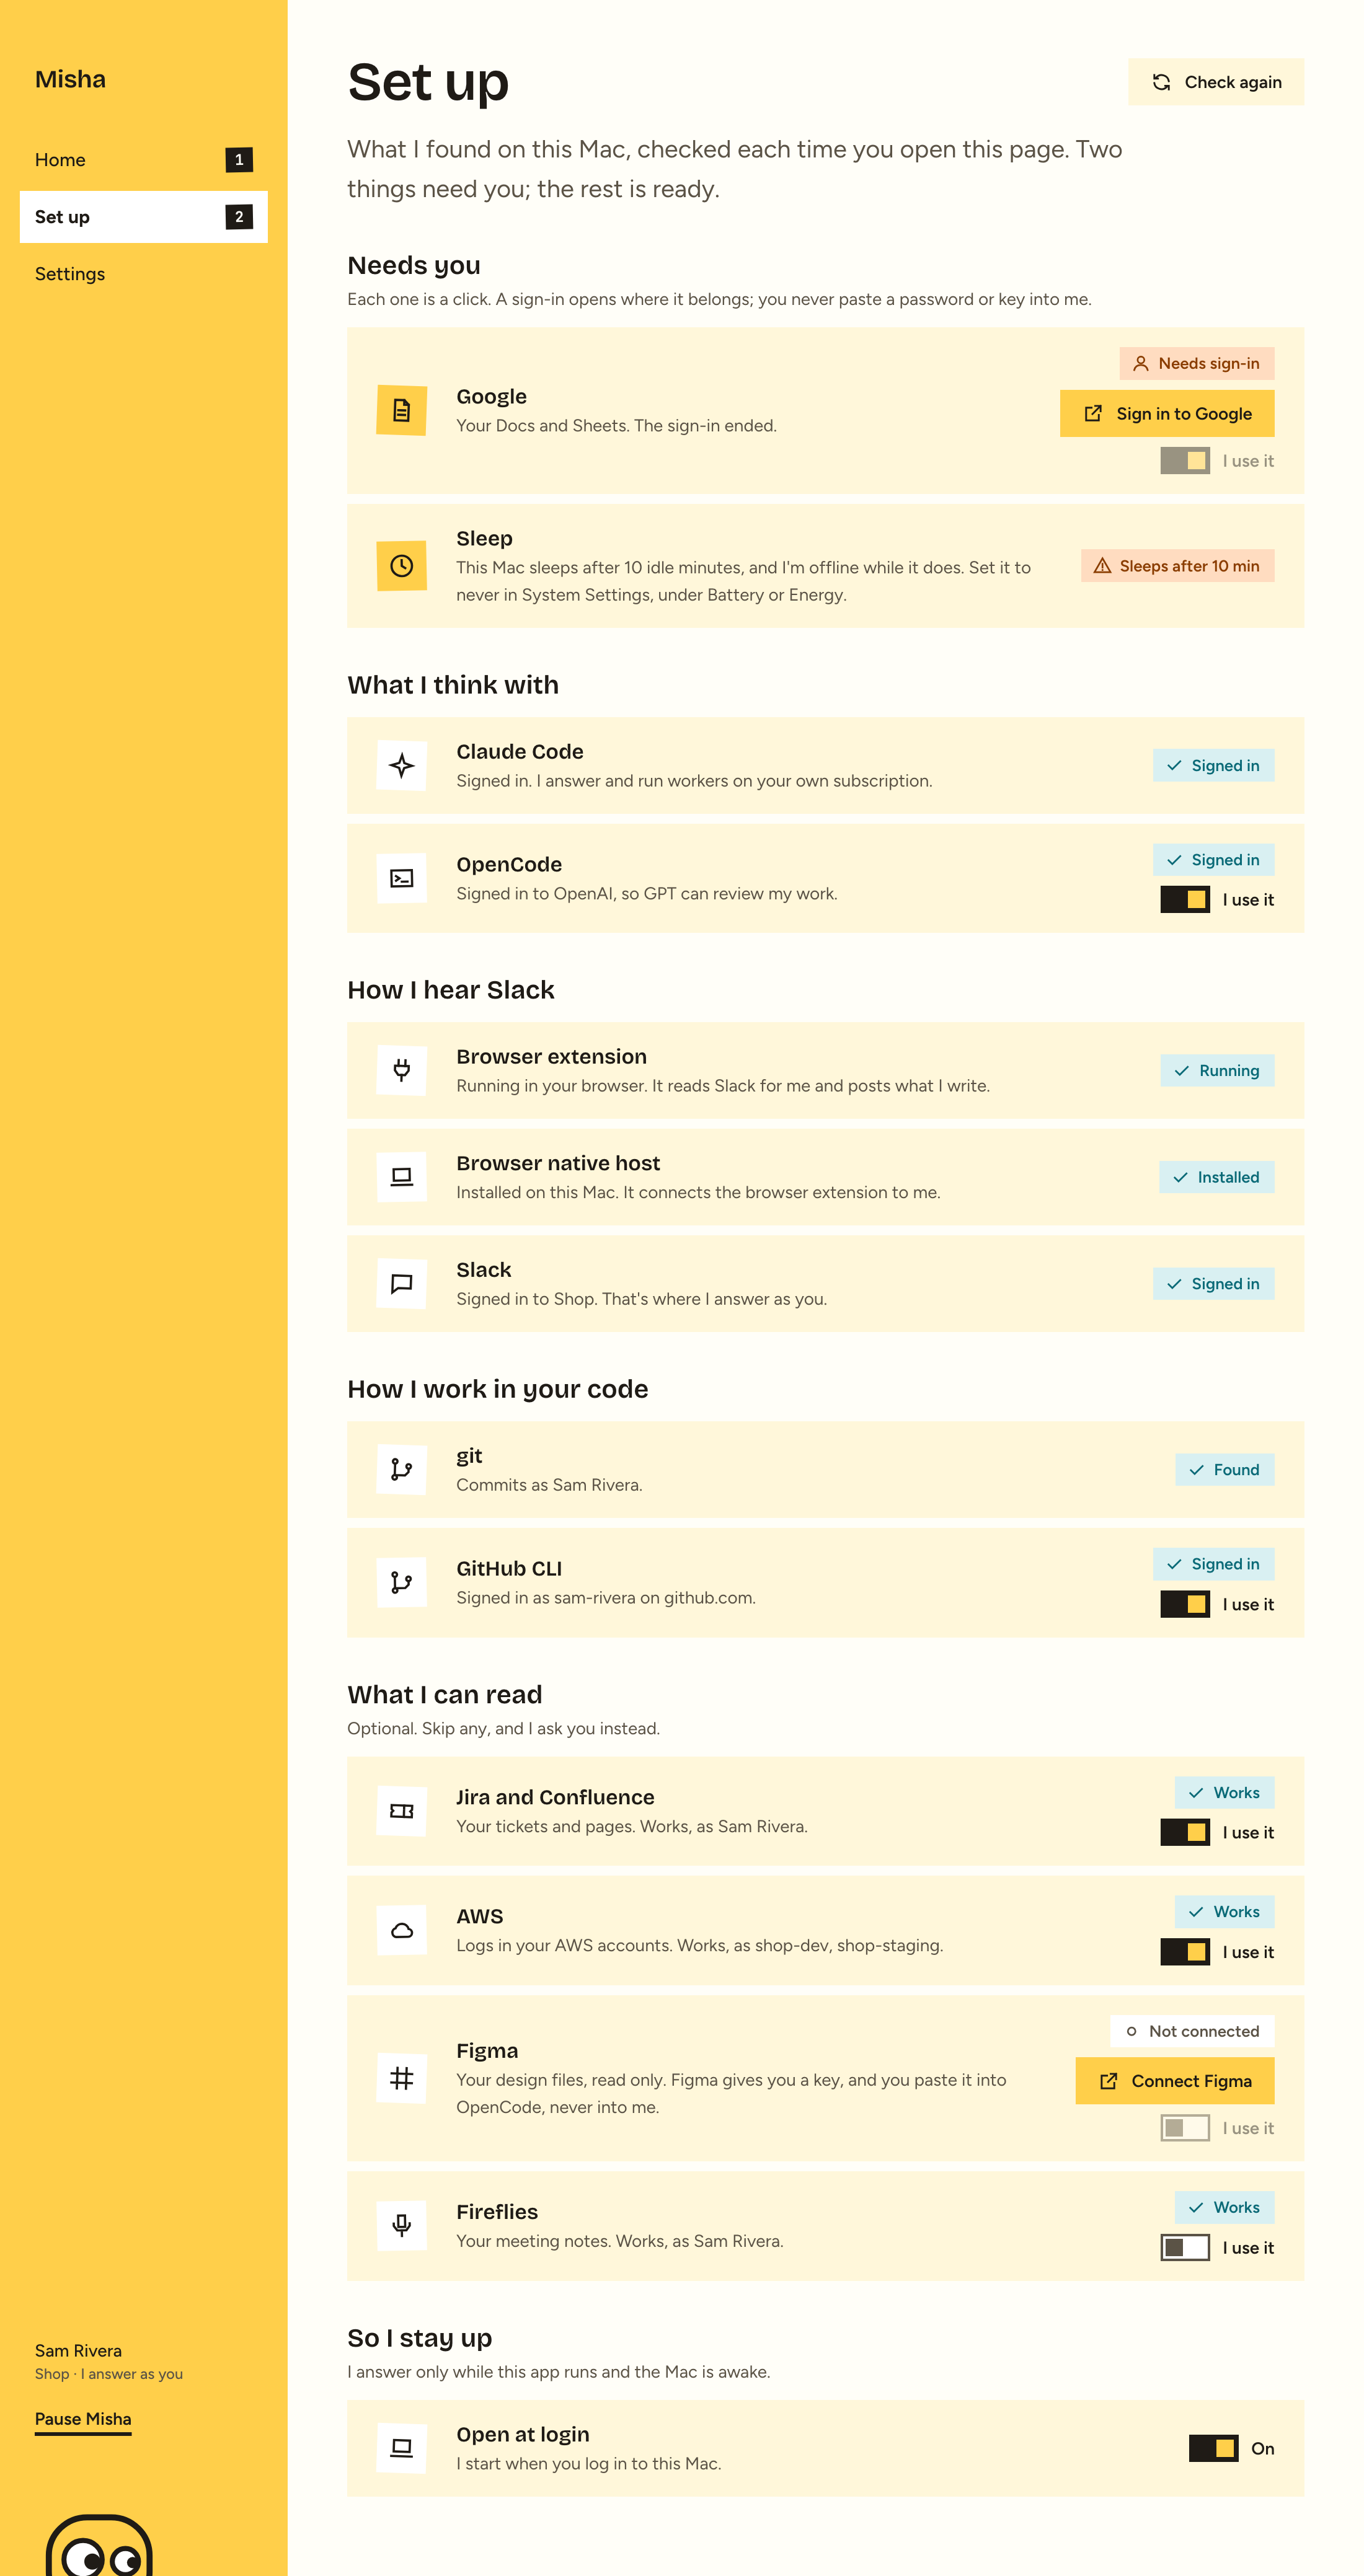 Misha
Home
1
Set up
2
Settings
Sam Rivera
Shop · I answer as you
Pause Misha
Set up
Check again
What I found on this Mac, checked each time you open this page. Two
things need you; the rest is ready.
Needs you
Each one is a click. A sign-in opens where it belongs; you never paste a password or key into me.
Google
Your Docs and Sheets. The sign-in ended.
Needs sign-in
Sign in to Google
I use it
Sleep
This Mac sleeps after 10 idle minutes, and I'm offline while it does. Set it to
never in System Settings, under Battery or Energy.
Sleeps after 10 min
What I think with
Claude Code
Signed in. I answer and run workers on your own subscription.
Signed in
OpenCode
Signed in to OpenAI, so GPT can review my work.
Signed in
I use it
How I hear Slack
Browser extension
Running in your browser. It reads Slack for me and posts what I write.
Running
Browser native host
Installed on this Mac. It connects the browser extension to me.
Installed
Slack
Signed in to Shop. That's where I answer as you.
Signed in
How I work in your code
git
Commits as Sam Rivera.
Found
GitHub CLI
Signed in as sam-rivera on github.com.
Signed in
I use it
What I can read
Optional. Skip any, and I ask you instead.
Jira and Confluence
Your tickets and pages. Works, as Sam Rivera.
Works
I use it
AWS
Logs in your AWS accounts. Works, as shop-dev, shop-staging.
Works
I use it
Figma
Your design files, read only. Figma gives you a key, and you paste it into
OpenCode, never into me.
Not connected
Connect Figma
I use it
Fireflies
Your meeting notes. Works, as Sam Rivera.
Works
I use it
So I stay up
I answer only while this app runs and the Mac is awake.
Open at login
I start when you log in to this Mac.
On